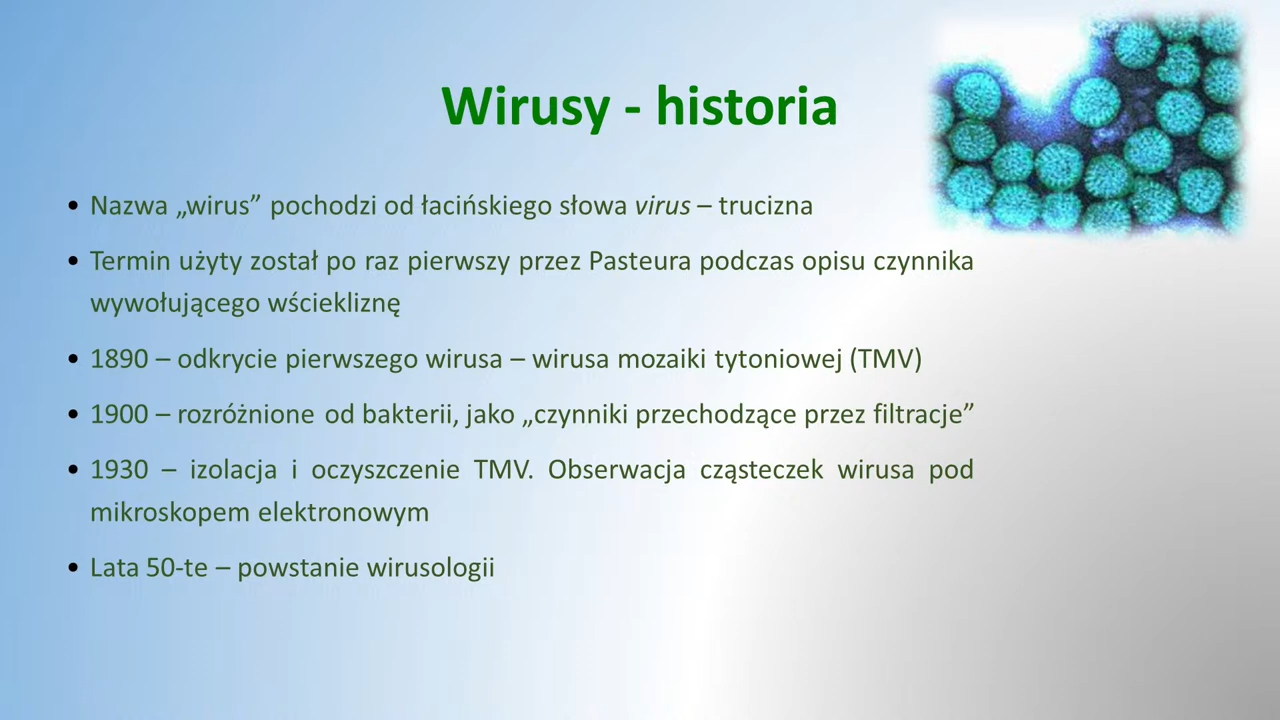 Wirusy - historia
• Nazwa „wirus” pochodzi od łacińskiego słowa virus – trucizna
• Termin użyty został po raz pierwszy przez Pasteura podczas opisu czynnika
wywołującego wściekliznę
• 1890 – odkrycie pierwszego wirusa – wirusa mozaiki tytoniowej (TMV)
• 1900 – rozróżnione od bakterii, jako „czynniki przechodzące przez filtracje”
• 1930 – izolacja i oczyszczenie TMV. Obserwacja cząsteczek wirusa pod
mikroskopem elektronowym
• Lata 50-te – powstanie wirusologii